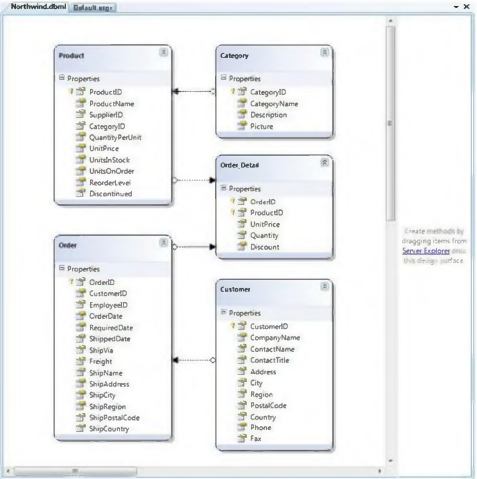 Northwind.dbml Default.aspx
Product
Properties
ProductID
ProductName
SupplierID
CategoryID
QuantityPerUnit
UnitPrice
UnitsInStock
UnitsOnOrder
ReorderLevel
Discontinued
Category
Properties
CategoryID
CategoryName
Description
Picture
Order_Detail
Properties
OrderID
ProductID
UnitPrice
Quantity
Discount
Order
Properties
OrderID
CustomerID
EmployeeID
OrderDate
RequiredDate
ShippedDate
ShipVia
Freight
ShipName
ShipAddress
ShipCity
ShipRegion
ShipPostalCode
ShipCountry
Customer
Properties
CustomerID
CompanyName
ContactName
ContactTitle
Address
City
Region
PostalCode
Country
Phone
Fax
Create methods by
dragging items from
Server Explorer onto
this design surface.